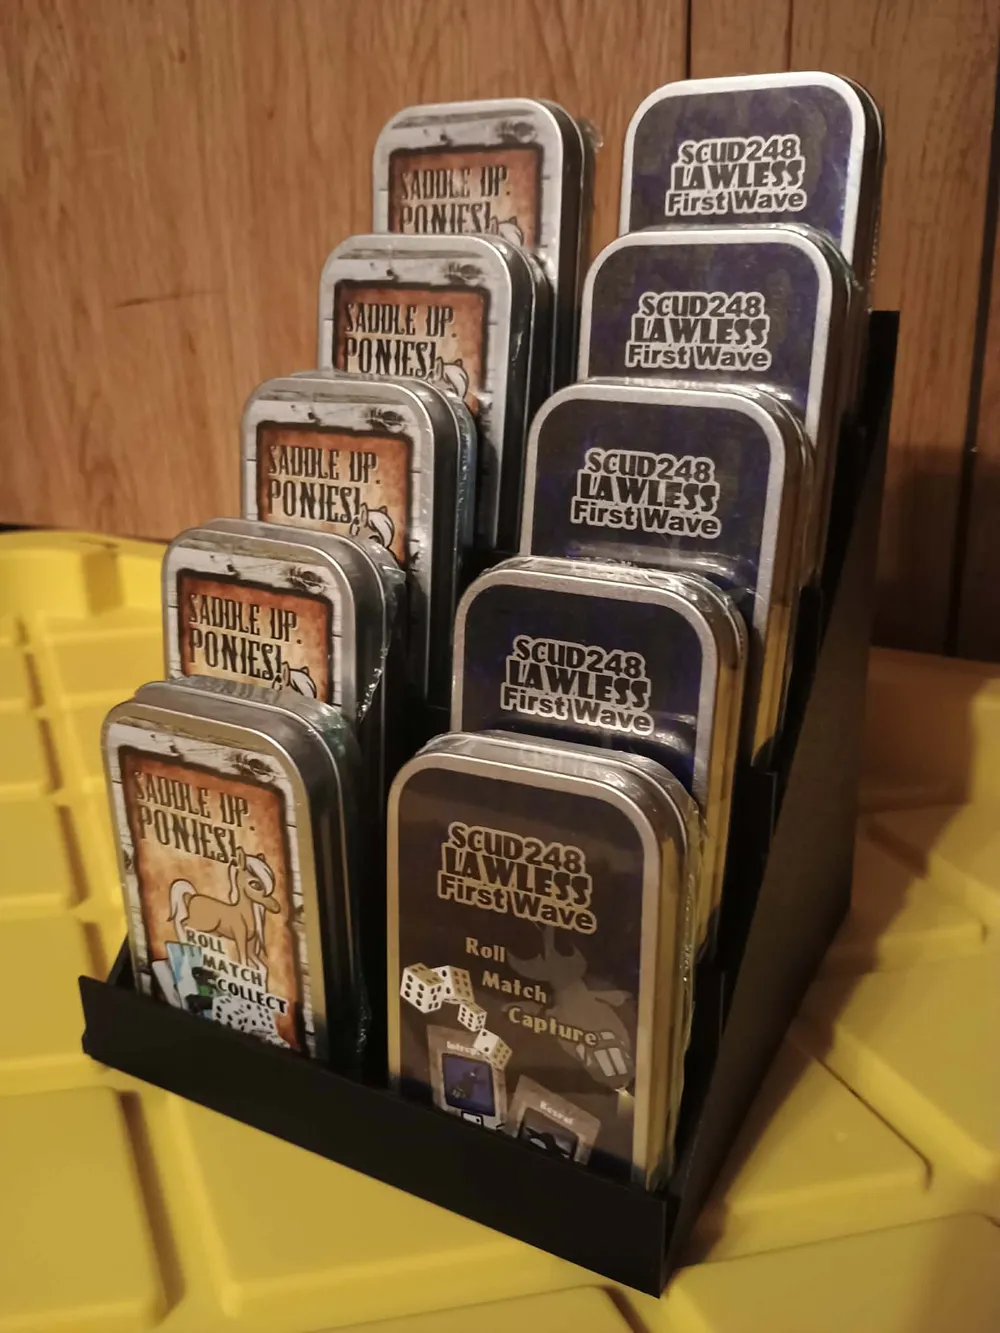 SADDLE UP.
PONIES!
SADDLE UP.
PONIES!
SADDLE UP.
PONIES!
SADDLE UP.
PONIES!
SADDLE UP.
PONIES!
ROLL
MATCH
COLLECT
SCUD248
LAWLESS
First Wave
SCUD248
LAWLESS
First Wave
SCUD248
LAWLESS
First Wave
SCUD248
LAWLESS
First Wave
SCUD248
LAWLESS
First Wave
Roll
Match
Capture